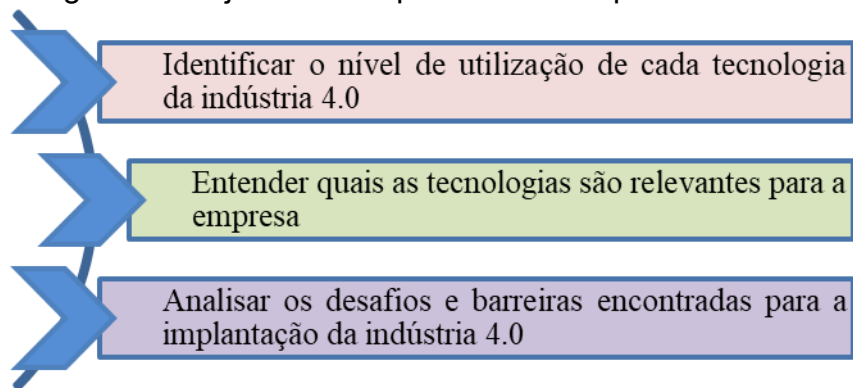 Identificar o nível de utilização de cada tecnologia
da indústria 4.0
Entender quais as tecnologias são relevantes para a
empresa
Analisar os desafios e barreiras encontradas para a
implantação da indústria 4.0